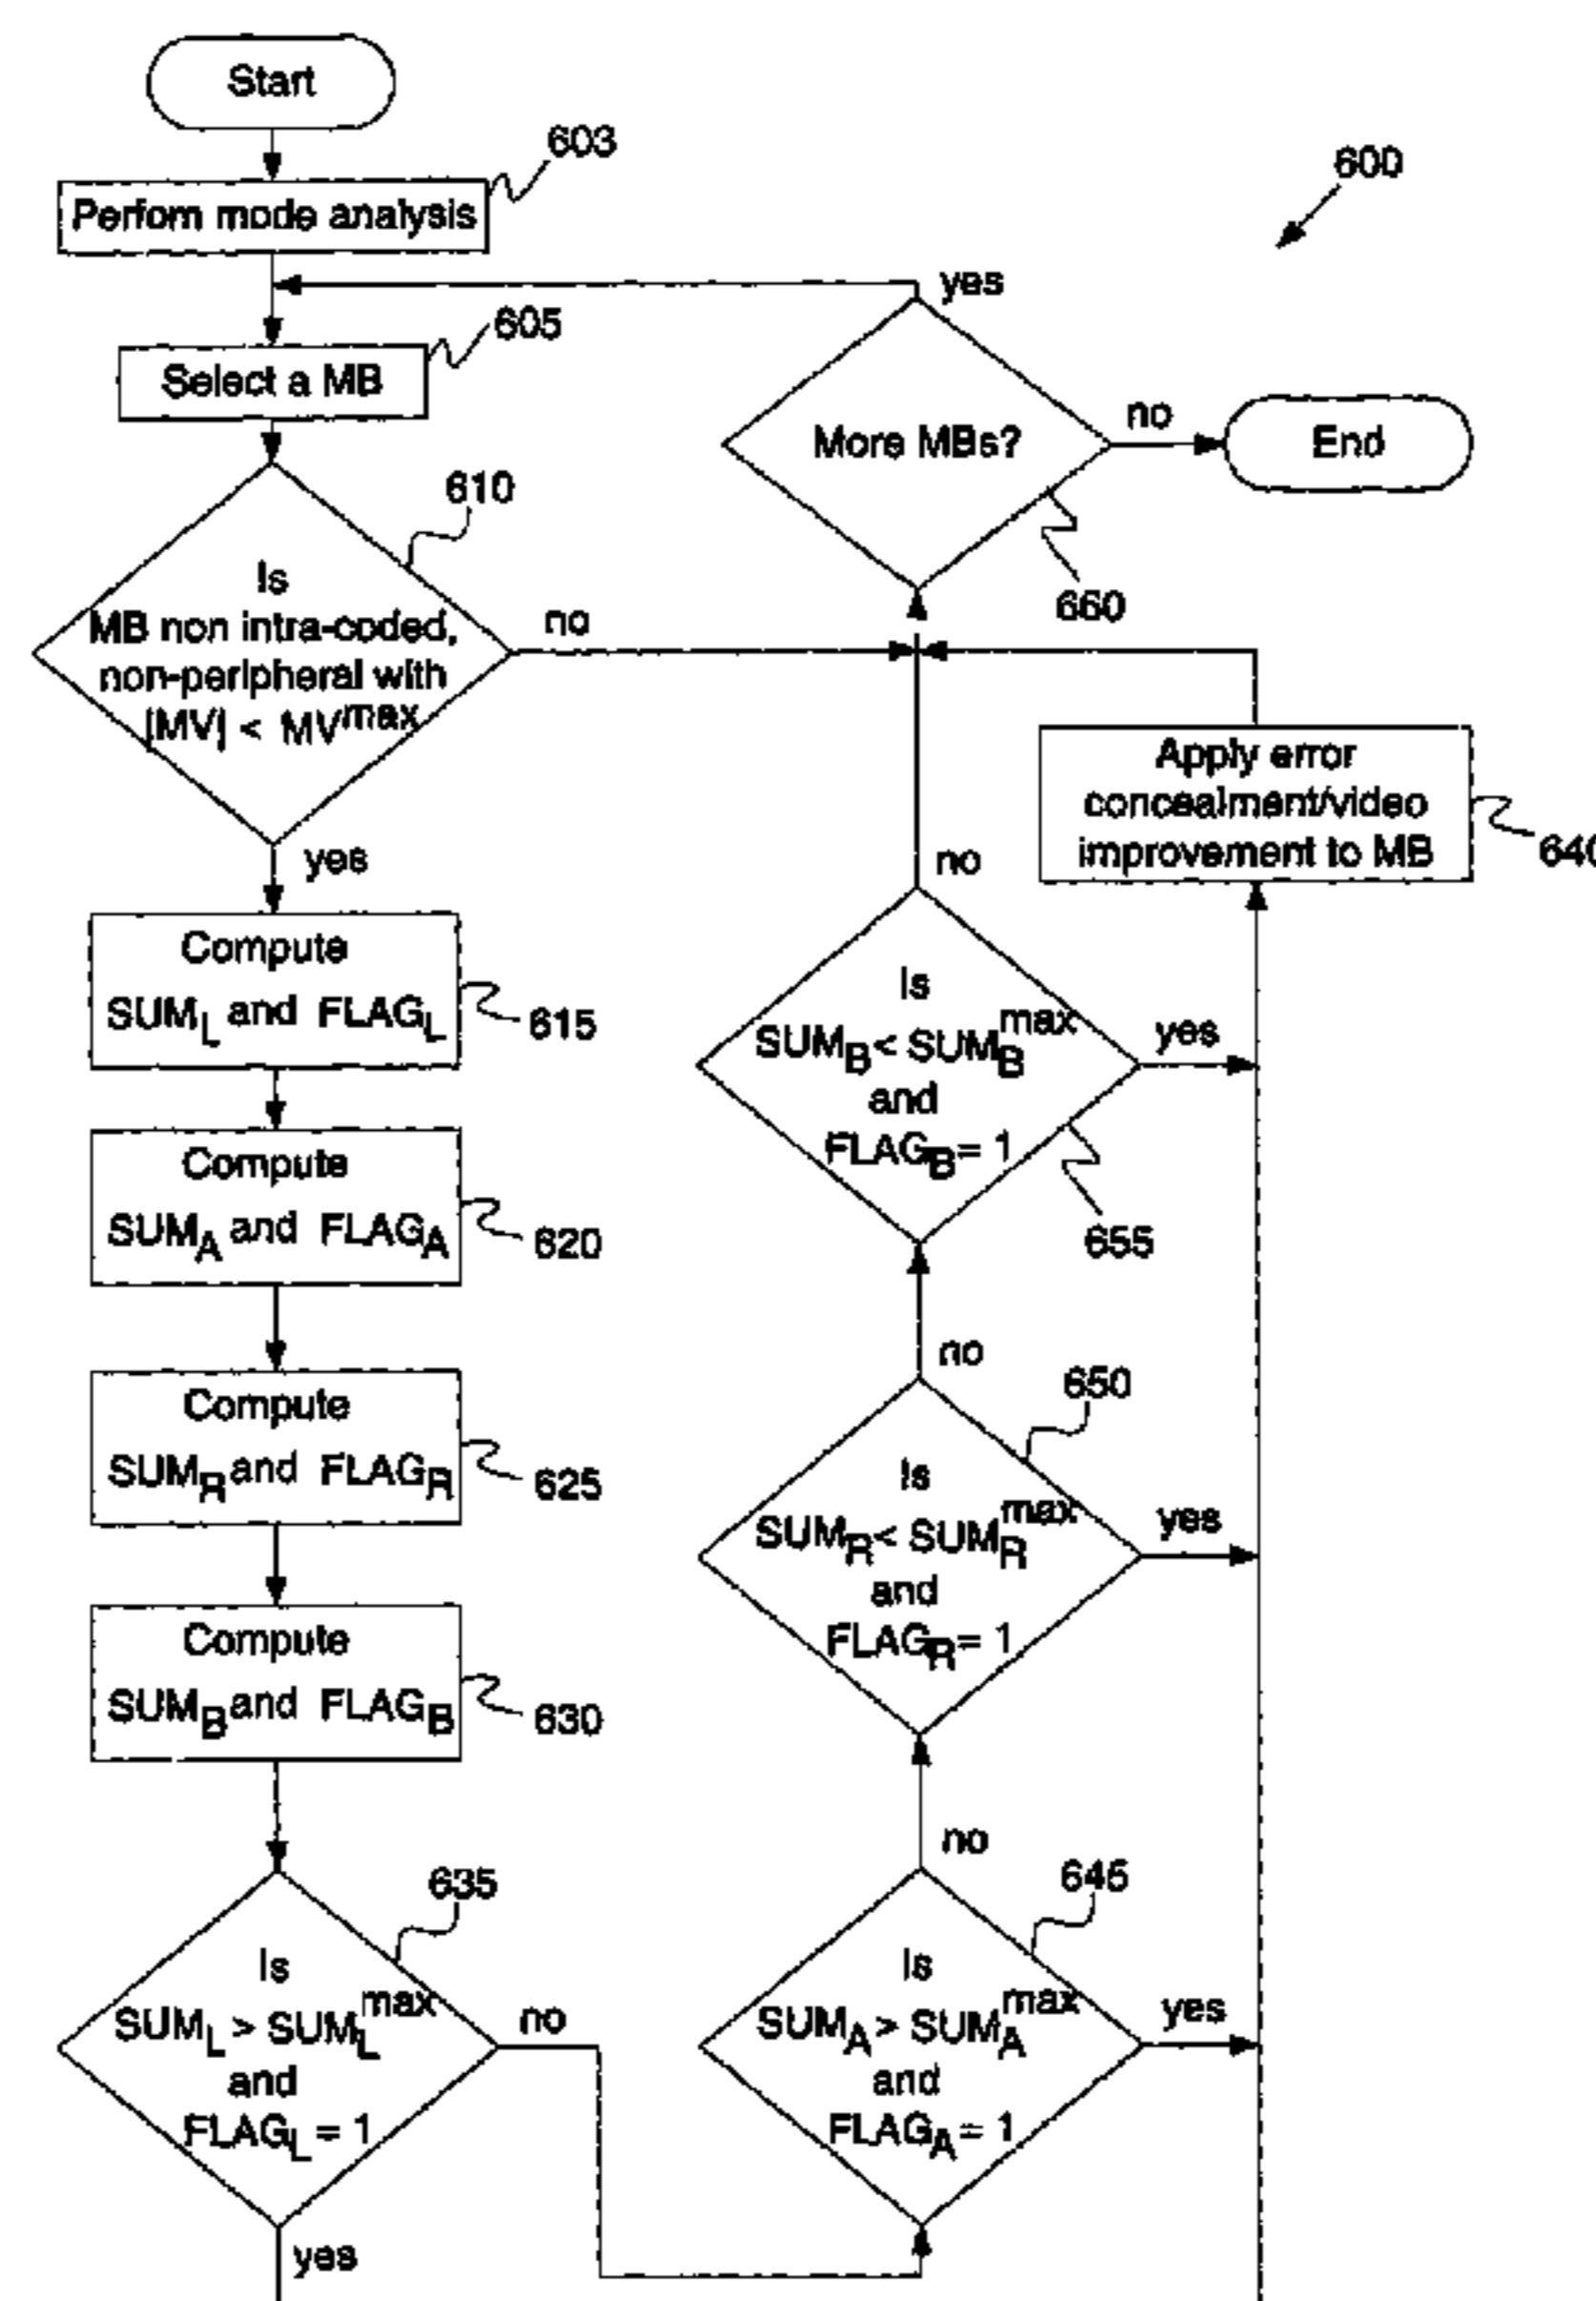 Start
603
Perfom mode analysis
600
yes
605
Select a MB
More MBs?
no
End
660
610
Is
MB non intra-coded,
non-peripheral with
|MV| < MV^max
no
yes
Apply error
concealment/video
improvement to MB
640
Compute
SUM_L and FLAG_L
615
Compute
SUM_A and FLAG_A
620
Compute
SUM_R and FLAG_R
625
Compute
SUM_B and FLAG_B
630
635
Is
SUM_L > SUM_L^max
and
FLAG_L = 1
no
yes
no
Is
SUM_B < SUM_B^max
and
FLAG_B = 1
yes
655
no
650
Is
SUM_R < SUM_R^max
and
FLAG_R = 1
yes
no
645
Is
SUM_A > SUM_A^max
and
FLAG_A = 1
yes